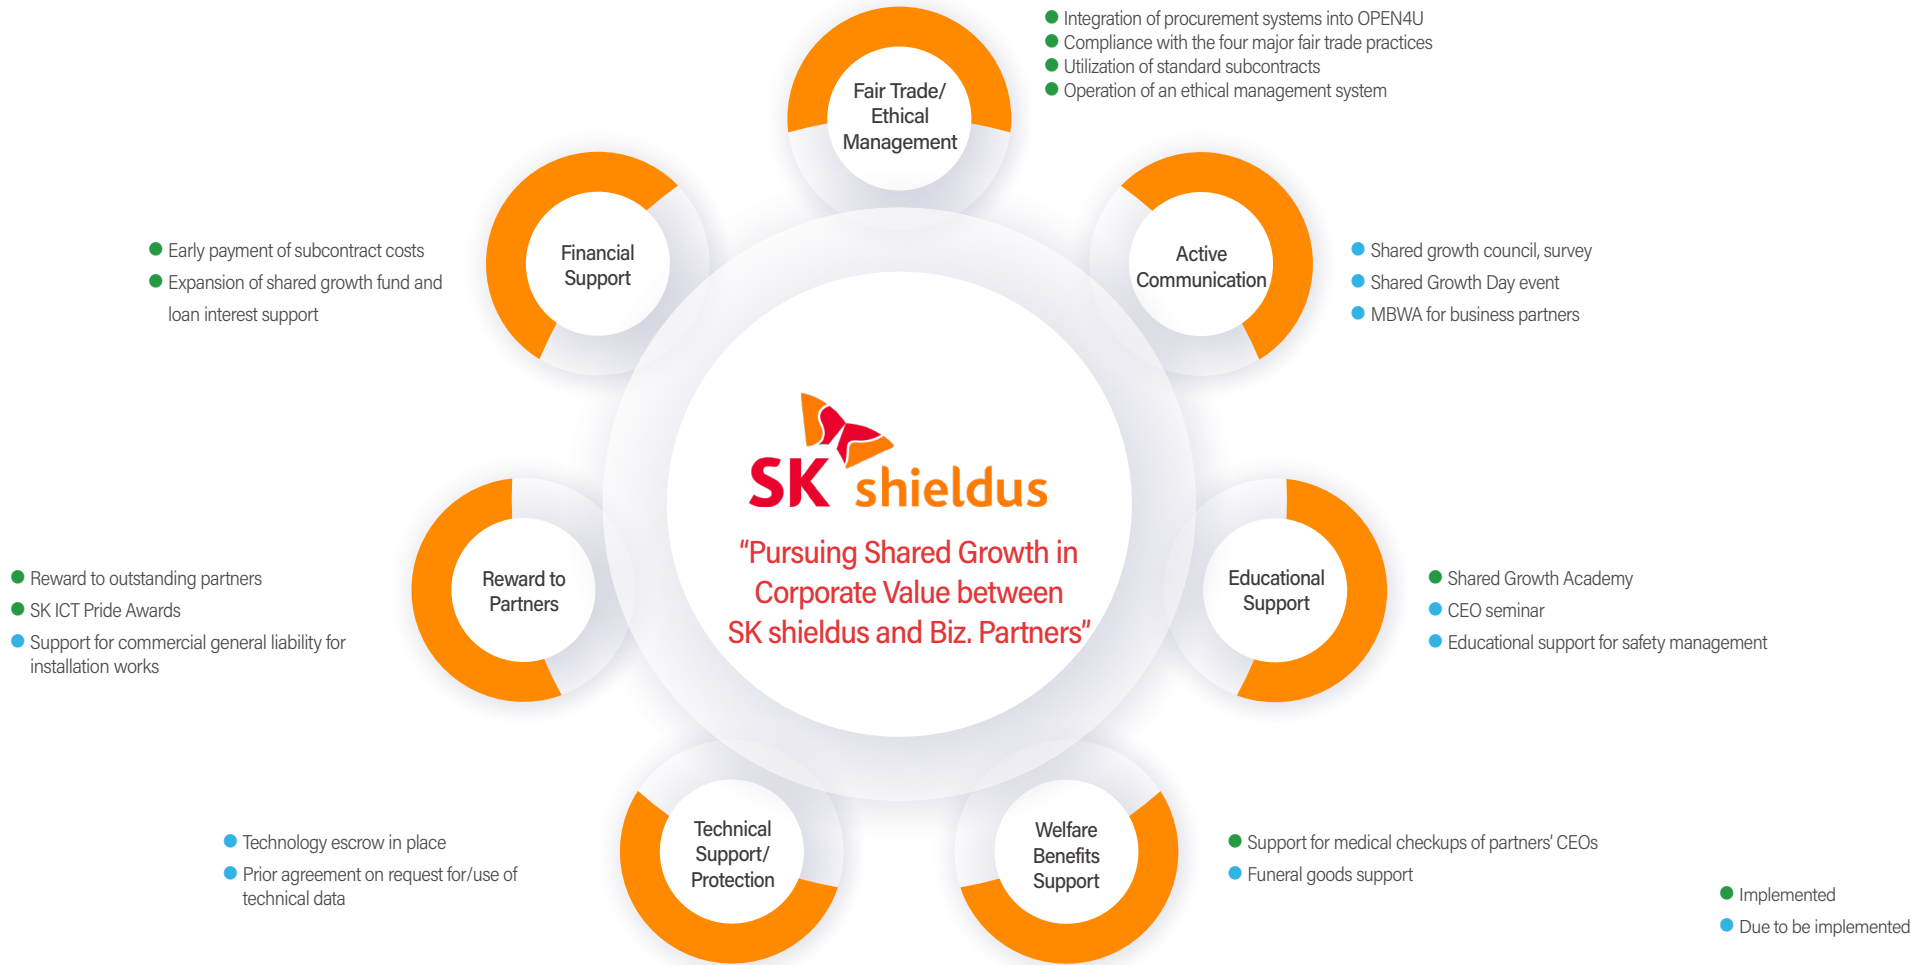 Integration of procurement systems into OPEN4U
Compliance with the four major fair trade practices
Utilization of standard subcontracts
Operation of an ethical management system
Fair Trade/
Ethical
Management
Financial
Support
Early payment of subcontract costs
Expansion of shared growth fund and
loan interest support
Active
Communication
Shared growth council, survey
Shared Growth Day event
MBWA for business partners
SK shieldus
“Pursuing Shared Growth in
Corporate Value between
SK shieldus and Biz. Partners”
Reward to
Partners
Reward to outstanding partners
SK ICT Pride Awards
Support for commercial general liability for
installation works
Educational
Support
Shared Growth Academy
CEO seminar
Educational support for safety management
Technical
Support/
Protection
Technology escrow in place
Prior agreement on request for/use of
technical data
Welfare
Benefits
Support
Support for medical checkups of partners’ CEOs
Funeral goods support
Implemented
Due to be implemented